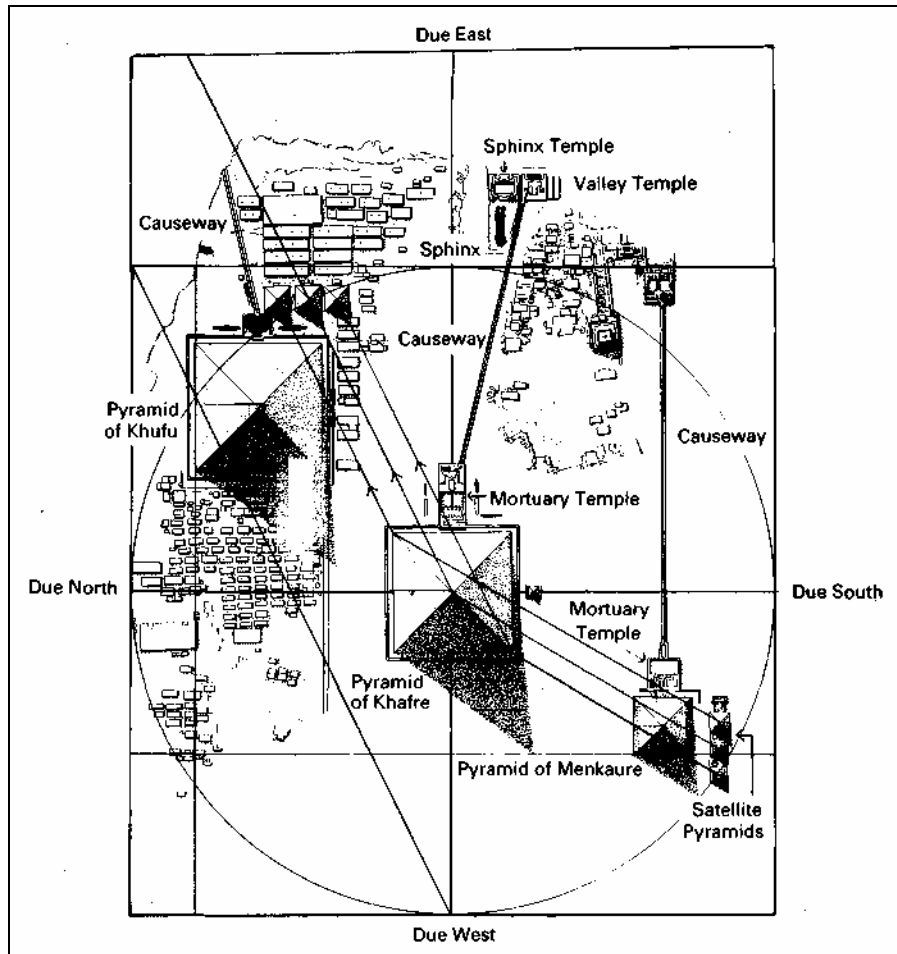 Due East
Sphinx Temple
Valley Temple
Causeway
Sphinx
Causeway
Pyramid
of Khufu
Causeway
Mortuary Temple
Due North
Due South
Mortuary
Temple
Pyramid
of Khafre
Pyramid of Menkaure
Satellite
Pyramids
Due West